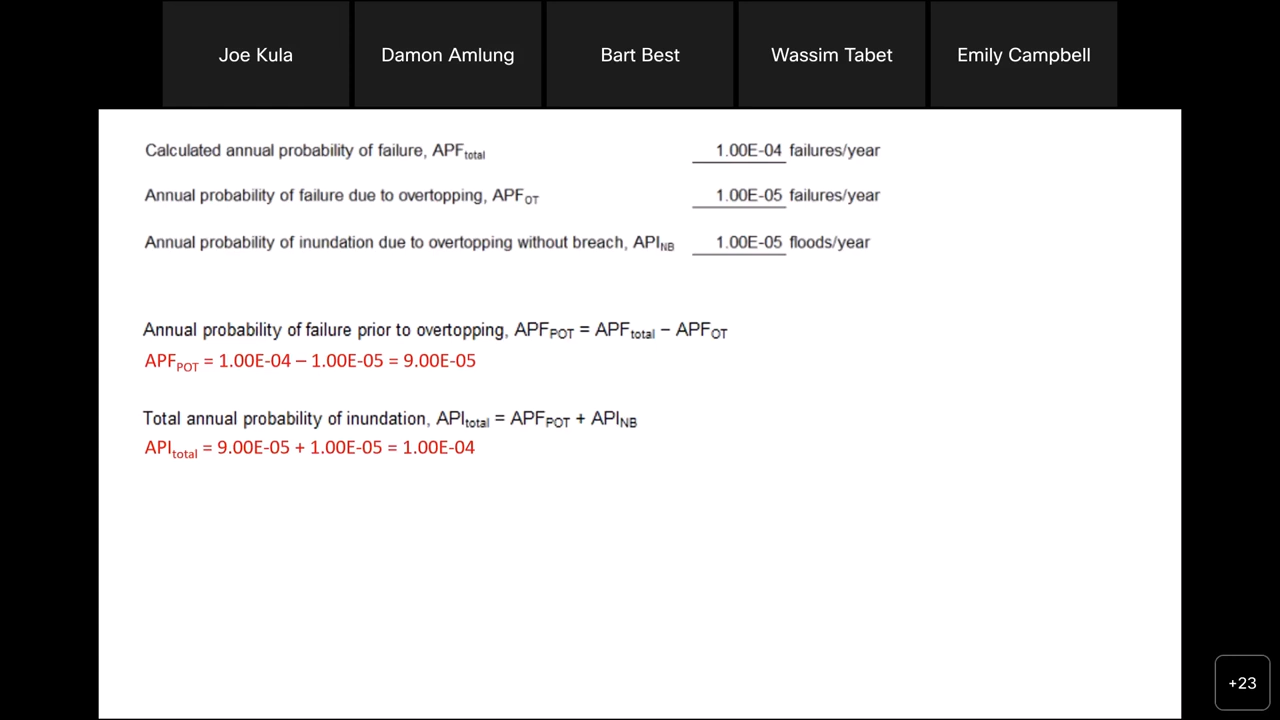 Joe Kula
Damon Amlung
Bart Best
Wassim Tabet
Emily Campbell
Calculated annual probability of failure, APFtotal 1.00E-04 failures/year
Annual probability of failure due to overtopping, APFOT 1.00E-05 failures/year
Annual probability of inundation due to overtopping without breach, APINB 1.00E-05 floods/year
Annual probability of failure prior to overtopping, APFPOT = APFtotal – APFOT
APFPOT = 1.00E-04 – 1.00E-05 = 9.00E-05
Total annual probability of inundation, APItotal = APFPOT + APINB
APItotal = 9.00E-05 + 1.00E-05 = 1.00E-04
+23